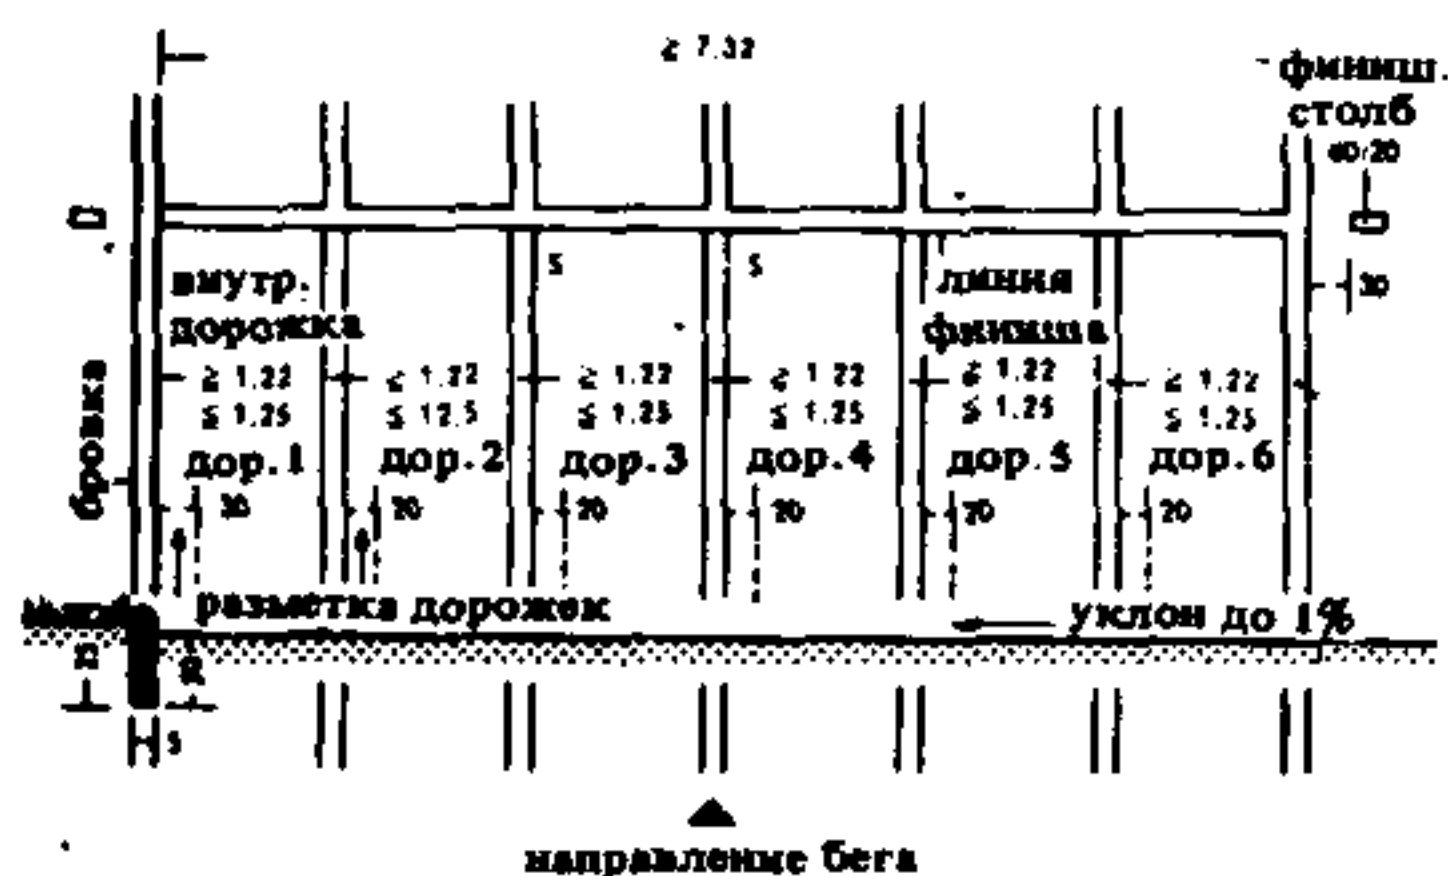 ≥ 7.32
финиш.
столб
40/20
внутр.
дорожка
5
5
линия
финиша
30
бровка
≥ 1.22
≤ 1.25
дор.1
≥ 1.22
≤ 12.5
дор.2
≥ 1.22
≤ 1.25
дор.3
≥ 1.22
≤ 1.25
дор.4
≥ 1.22
≤ 1.25
дор.5
≥ 1.22
≤ 1.25
дор.6
30
20
20
20
20
20
разметка дорожек
уклон до 1%
5
направление бега